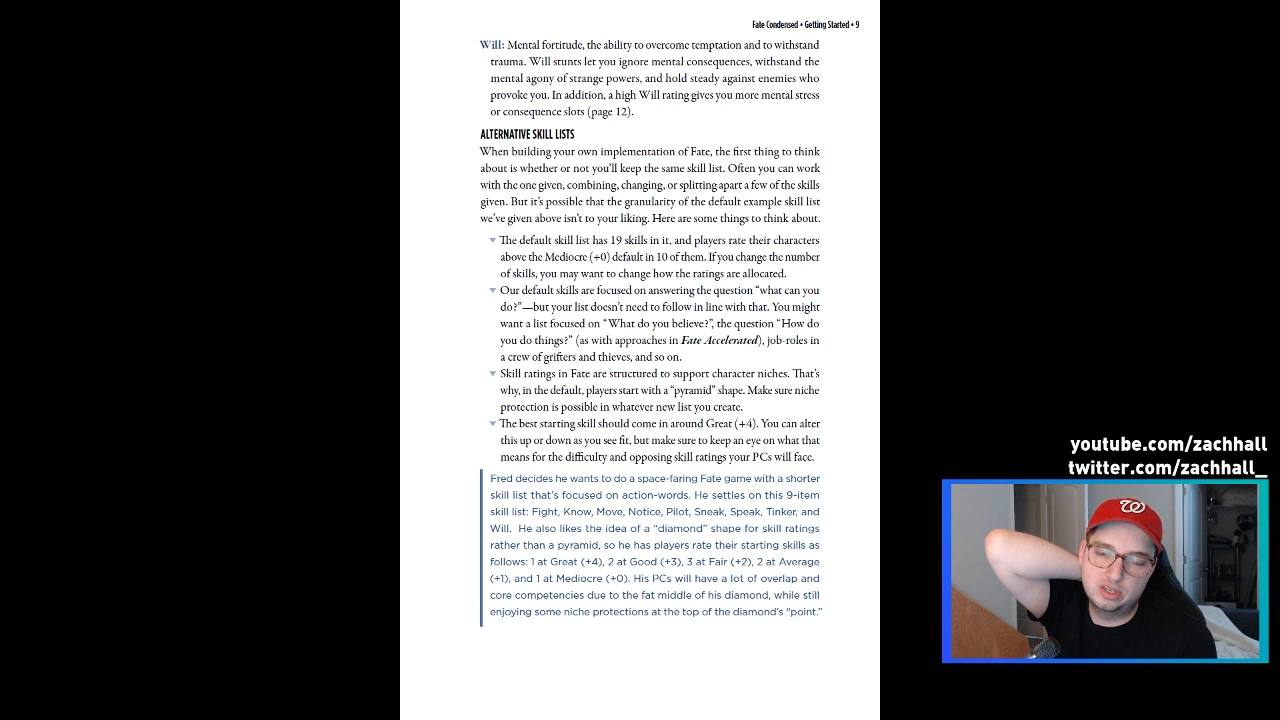 Fate Condensed • Getting Started • 9
Will: Mental fortitude, the ability to overcome temptation and to withstand
trauma. Will stunts let you ignore mental consequences, withstand the
mental agony of strange powers, and hold steady against enemies who
provoke you. In addition, a high Will rating gives you more mental stress
or consequence slots (page 12).
ALTERNATIVE SKILL LISTS
When building your own implementation of Fate, the first thing to think
about is whether or not you’ll keep the same skill list. Often you can work
with the one given, combining, changing, or splitting apart a few of the skills
given. But it’s possible that the granularity of the default example skill list
we’ve given above isn’t to your liking. Here are some things to think about.
The default skill list has 19 skills in it, and players rate their characters
above the Mediocre (+0) default in 10 of them. If you change the number
of skills, you may want to change how the ratings are allocated.
Our default skills are focused on answering the question “what can you
do?”—but your list doesn’t need to follow in line with that. You might
want a list focused on “What do you believe?”, the question “How do
you do things?” (as with approaches in Fate Accelerated), job-roles in
a crew of grifters and thieves, and so on.
Skill ratings in Fate are structured to support character niches. That’s
why, in the default, players start with a “pyramid” shape. Make sure niche
protection is possible in whatever new list you create.
The best starting skill should come in around Great (+4). You can alter
this up or down as you see fit, but make sure to keep an eye on what that
means for the difficulty and opposing skill ratings your PCs will face.
Fred decides he wants to do a space-faring Fate game with a shorter
skill list that’s focused on action-words. He settles on this 9-item
skill list: Fight, Know, Move, Notice, Pilot, Sneak, Speak, Tinker, and
Will. He also likes the idea of a “diamond” shape for skill ratings
rather than a pyramid, so he has players rate their starting skills as
follows: 1 at Great (+4), 2 at Good (+3), 3 at Fair (+2), 2 at Average
(+1), and 1 at Mediocre (+0). His PCs will have a lot of overlap and
core competencies due to the fat middle of his diamond, while still
enjoying some niche protections at the top of the diamond’s “point.”
youtube.com/zachhall
twitter.com/zachhall_
W